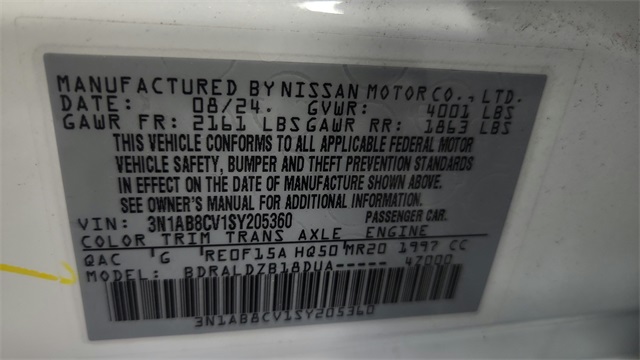 MANUFACTURED BY NISSAN MOTOR CO., LTD.
DATE: 08/24. GVWR: 4001 LBS
GAWR FR: 2161 LBS GAWR RR: 1863 LBS
THIS VEHICLE CONFORMS TO ALL APPLICABLE FEDERAL MOTOR
VEHICLE SAFETY, BUMPER AND THEFT PREVENTION STANDARDS
IN EFFECT ON THE DATE OF MANUFACTURE SHOWN ABOVE.
SEE OWNER'S MANUAL FOR ADDITIONAL INFORMATION.
VIN: 3N1AB8CV1SY205360 PASSENGER CAR.
COLOR TRIM TRANS AXLE ENGINE
QAC G RE0F15A HQ50 MR20 1997 CC
MODEL: BDRALDZB18DUA----- 4Z000
3N1AB8CV1SY205360